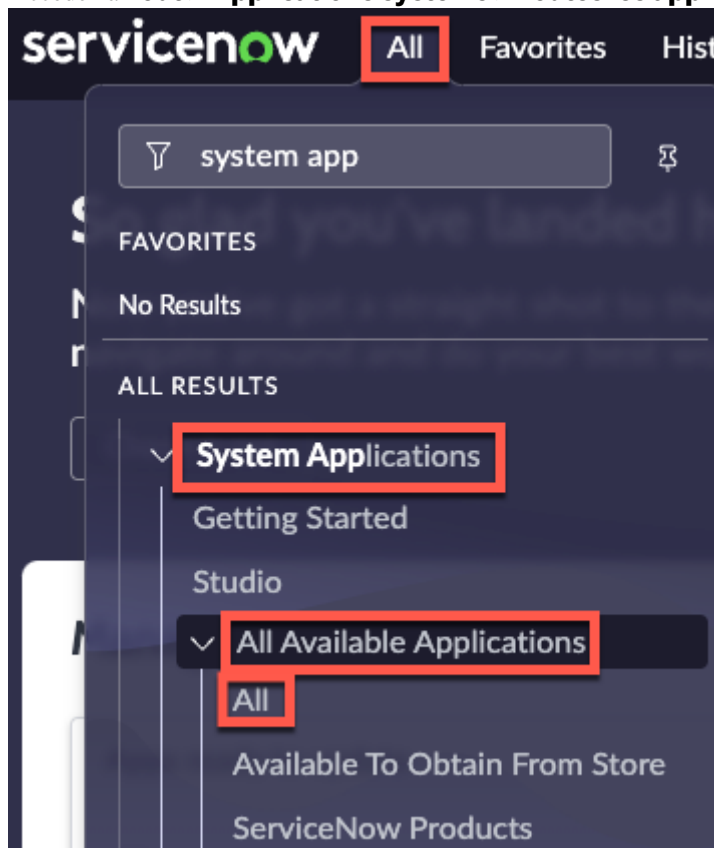 servicenow All Favorites Hist
system app
FAVORITES
No Results
ALL RESULTS
System Applications
Getting Started
Studio
All Available Applications
All
Available To Obtain From Store
ServiceNow Products